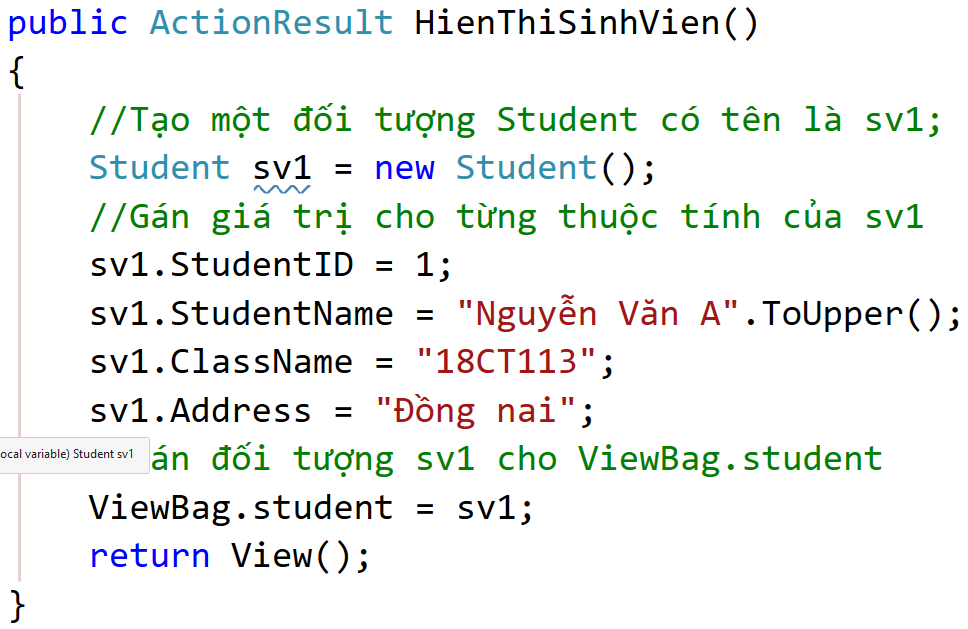 public ActionResult HienThiSinhVien()
{
//Tạo một đối tượng Student có tên là sv1;
Student sv1 = new Student();
//Gán giá trị cho từng thuộc tính của sv1
sv1.StudentID = 1;
sv1.StudentName = "Nguyễn Văn A".ToUpper();
sv1.ClassName = "18CT113";
sv1.Address = "Đồng nai";
ocal variable) Student sv1
án đối tượng sv1 cho ViewBag.student
ViewBag.student = sv1;
return View();
}